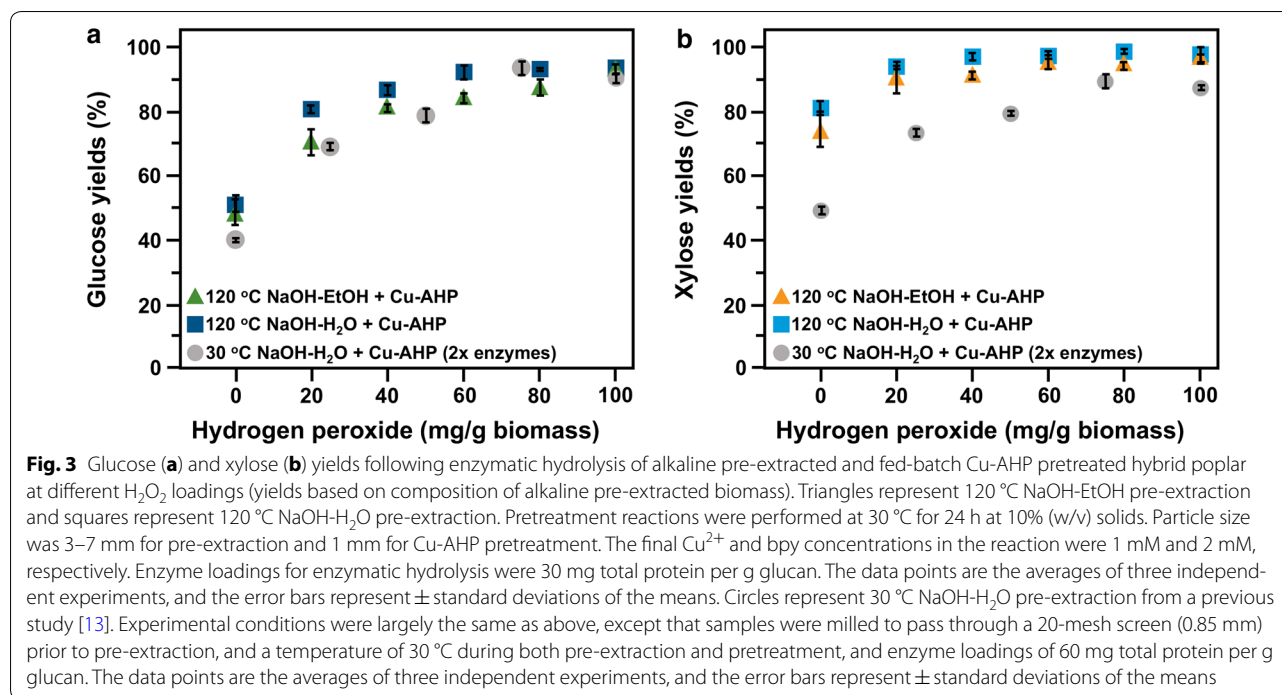 a
b
100
80
60
40
20
0
Glucose yields (%)
120 °C NaOH-EtOH + Cu-AHP
120 °C NaOH-H₂O + Cu-AHP
30 °C NaOH-H₂O + Cu-AHP (2x enzymes)
0 20 40 60 80 100
Hydrogen peroxide (mg/g biomass)
100
80
60
40
20
0
Xylose yields (%)
120 °C NaOH-EtOH + Cu-AHP
120 °C NaOH-H₂O + Cu-AHP
30 °C NaOH-H₂O + Cu-AHP (2x enzymes)
0 20 40 60 80 100
Hydrogen peroxide (mg/g biomass)
Fig. 3 Glucose (a) and xylose (b) yields following enzymatic hydrolysis of alkaline pre-extracted and fed-batch Cu-AHP pretreated hybrid poplar
at different H₂O₂ loadings (yields based on composition of alkaline pre-extracted biomass). Triangles represent 120 °C NaOH-EtOH pre-extraction
and squares represent 120 °C NaOH-H₂O pre-extraction. Pretreatment reactions were performed at 30 °C for 24 h at 10% (w/v) solids. Particle size
was 3–7 mm for pre-extraction and 1 mm for Cu-AHP pretreatment. The final Cu²⁺ and bpy concentrations in the reaction were 1 mM and 2 mM,
respectively. Enzyme loadings for enzymatic hydrolysis were 30 mg total protein per g glucan. The data points are the averages of three independ-
ent experiments, and the error bars represent ± standard deviations of the means. Circles represent 30 °C NaOH-H₂O pre-extraction from a previous
study [13]. Experimental conditions were largely the same as above, except that samples were milled to pass through a 20-mesh screen (0.85 mm)
prior to pre-extraction, and a temperature of 30 °C during both pre-extraction and pretreatment, and enzyme loadings of 60 mg total protein per g
glucan. The data points are the averages of three independent experiments, and the error bars represent ± standard deviations of the means